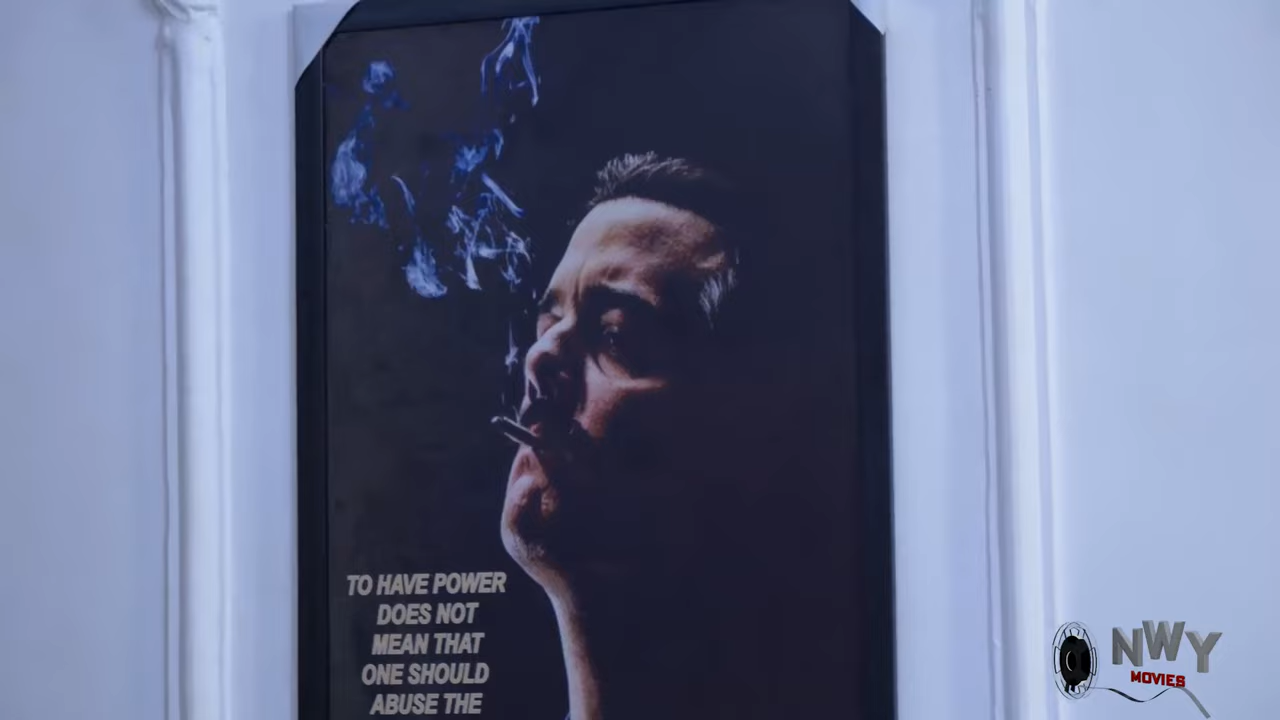 TO HAVE POWER
DOES NOT
MEAN THAT
ONE SHOULD
ABUSE THE
NWY
MOVIES